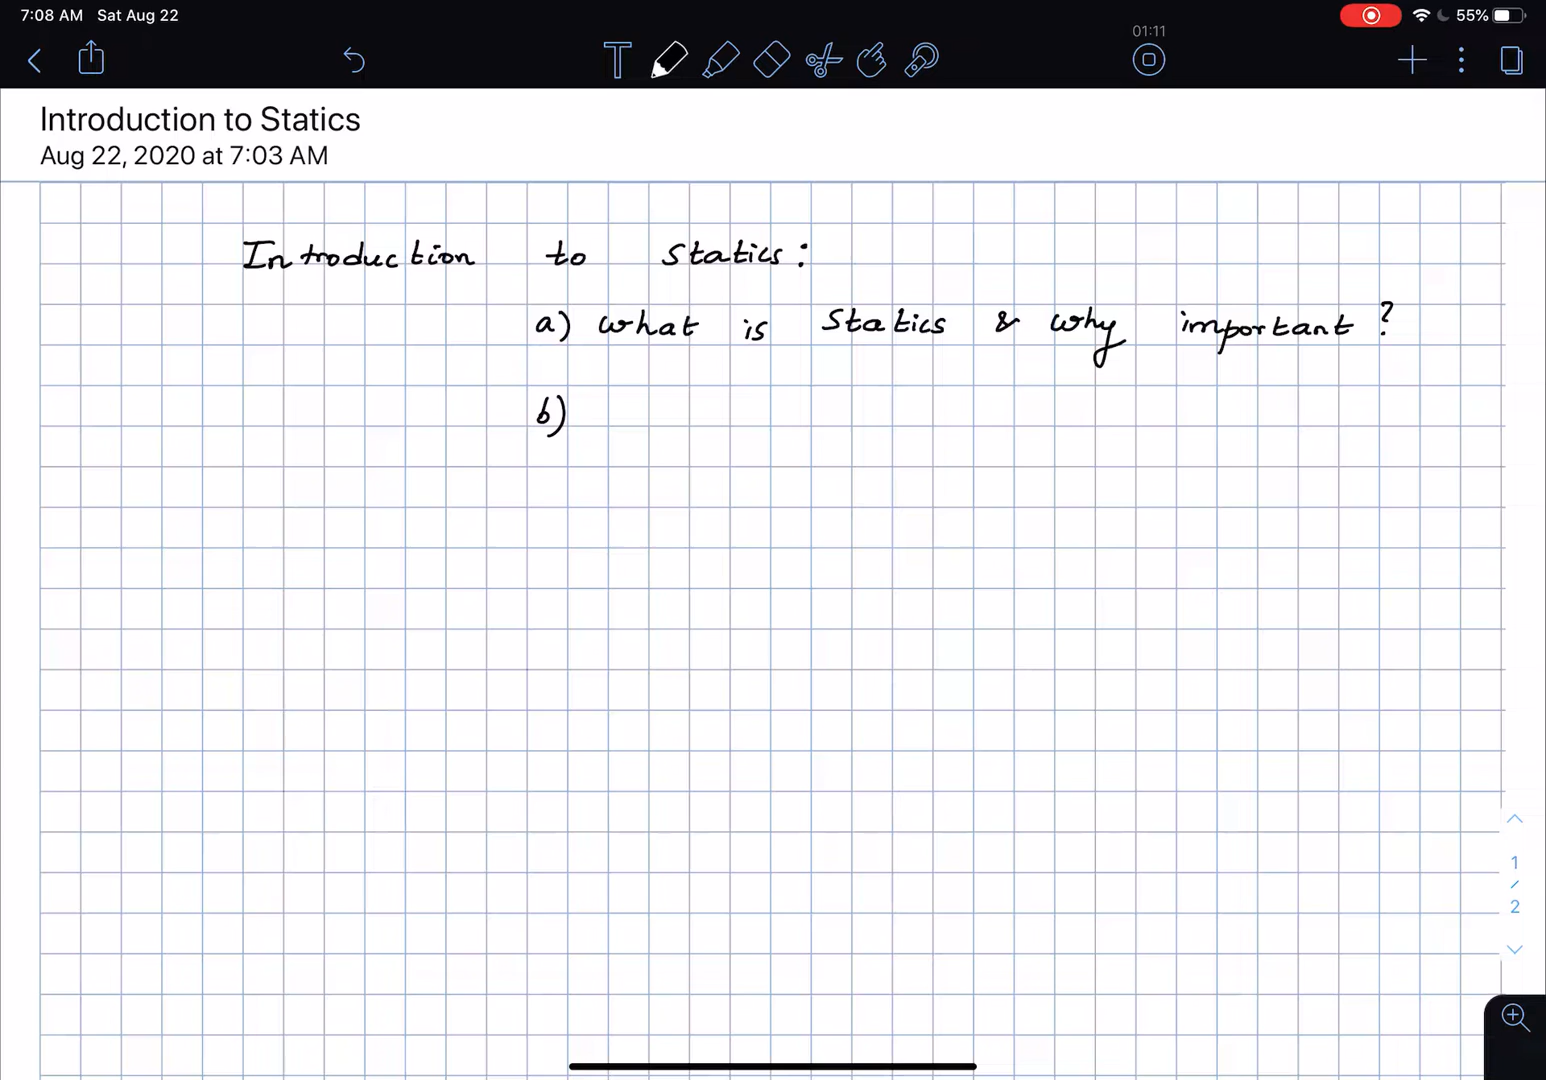 7:08 AM Sat Aug 22
55%
01:11
Introduction to Statics
Aug 22, 2020 at 7:03 AM
Introduction to Statics:
a) what is Statics & why important?
b)
1
/
2